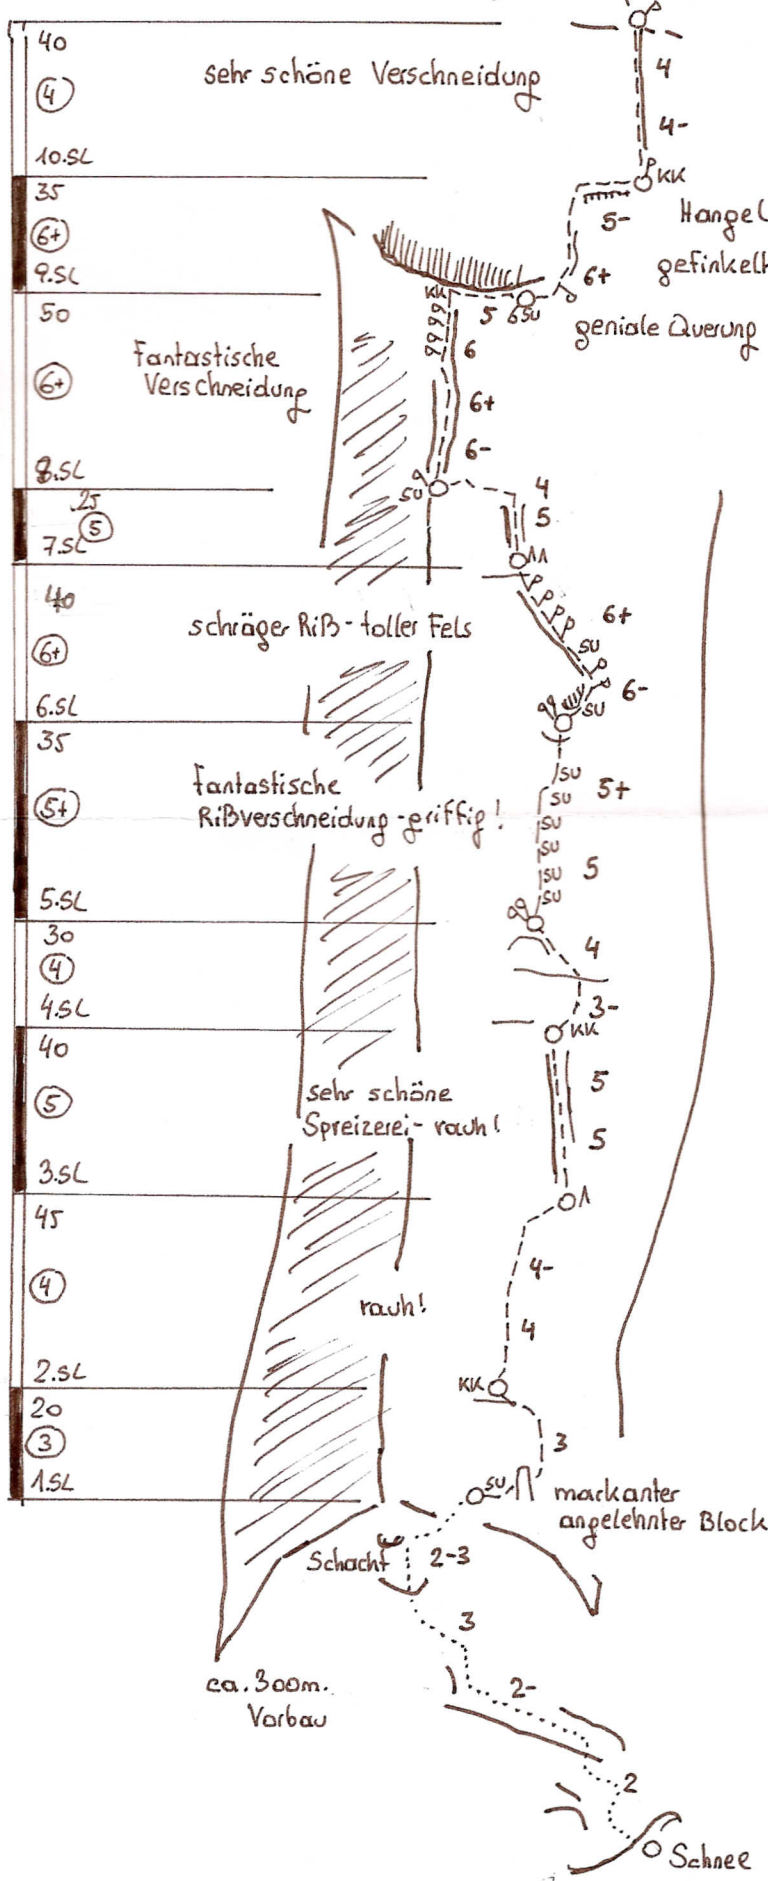 40
sehr schöne Verschneidung
4
4
4-
10.SL
KK
35
5-
Hangel
6+
gefinkelt
9.SL
6+
KK
5
6SU
50
geniale Querung
6
Fantastische
Verschneidung
6+
6+
6-
8.SL
SU
4
25
5
5
7.SL
40
schräger Riß - toller Fels
6+
6+
SU
6-
6.SL
SU
35
SU
fantastische
5+
SU
5+
Rißverschneidung - griffig!
SU
SU
SU
5
SU
5.SL
30
4
4
4.SL
3-
KK
40
5
sehr schöne
5
Spreizerei - rauh!
5
3.SL
45
4-
4
rauh!
4
2.SL
KK
20
3
3
1.SL
SU
markanter
angelehnter Block
Schacht
2-3
3
ca. 300m.
Vorbau
2-
2
Schnee